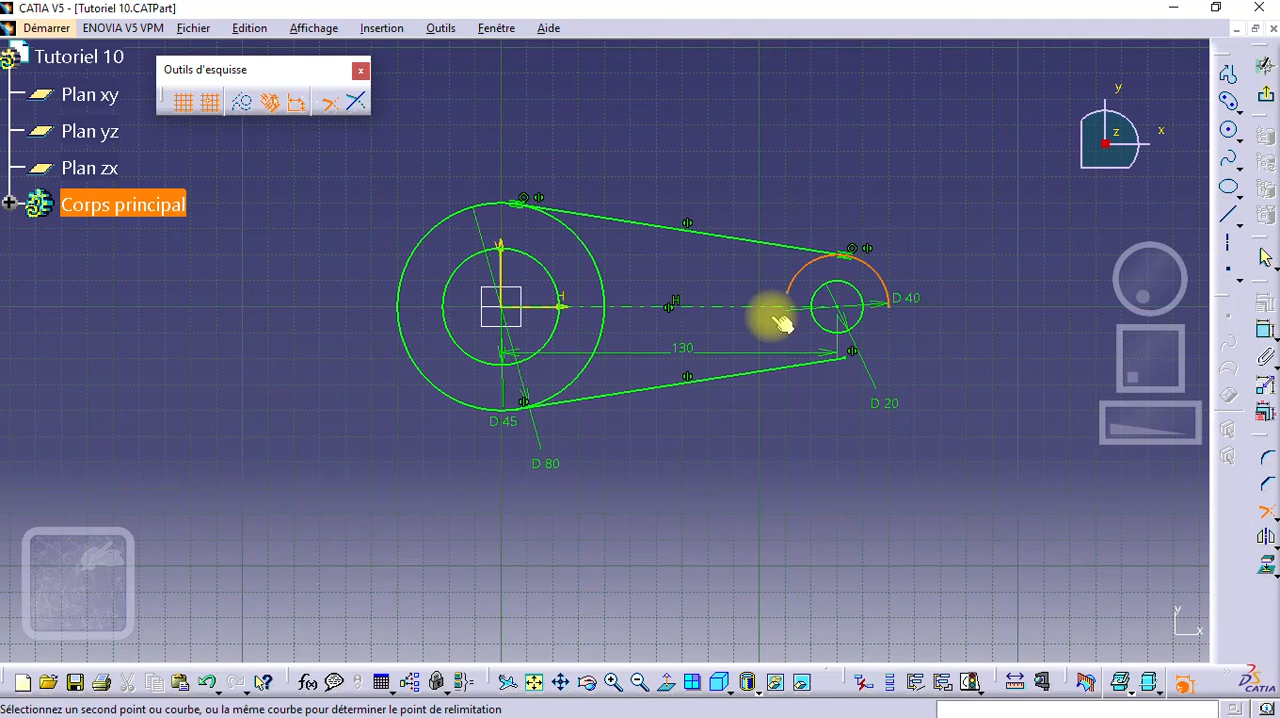 CATIA V5 - [Tutoriel 10.CATPart]
Démarrer ENOVIA V5 VPM Fichier Edition Affichage Insertion Outils Fenêtre Aide
Tutoriel 10
Outils d'esquisse
Plan xy
Plan yz
Plan zx
Corps principal
y
x
z
V
H
H
D 40
130
D 20
D 45
D 80
y
x
f(x)
CATIA
Sélectionnez un second point ou courbe, ou la même courbe pour déterminer le point de relimitation